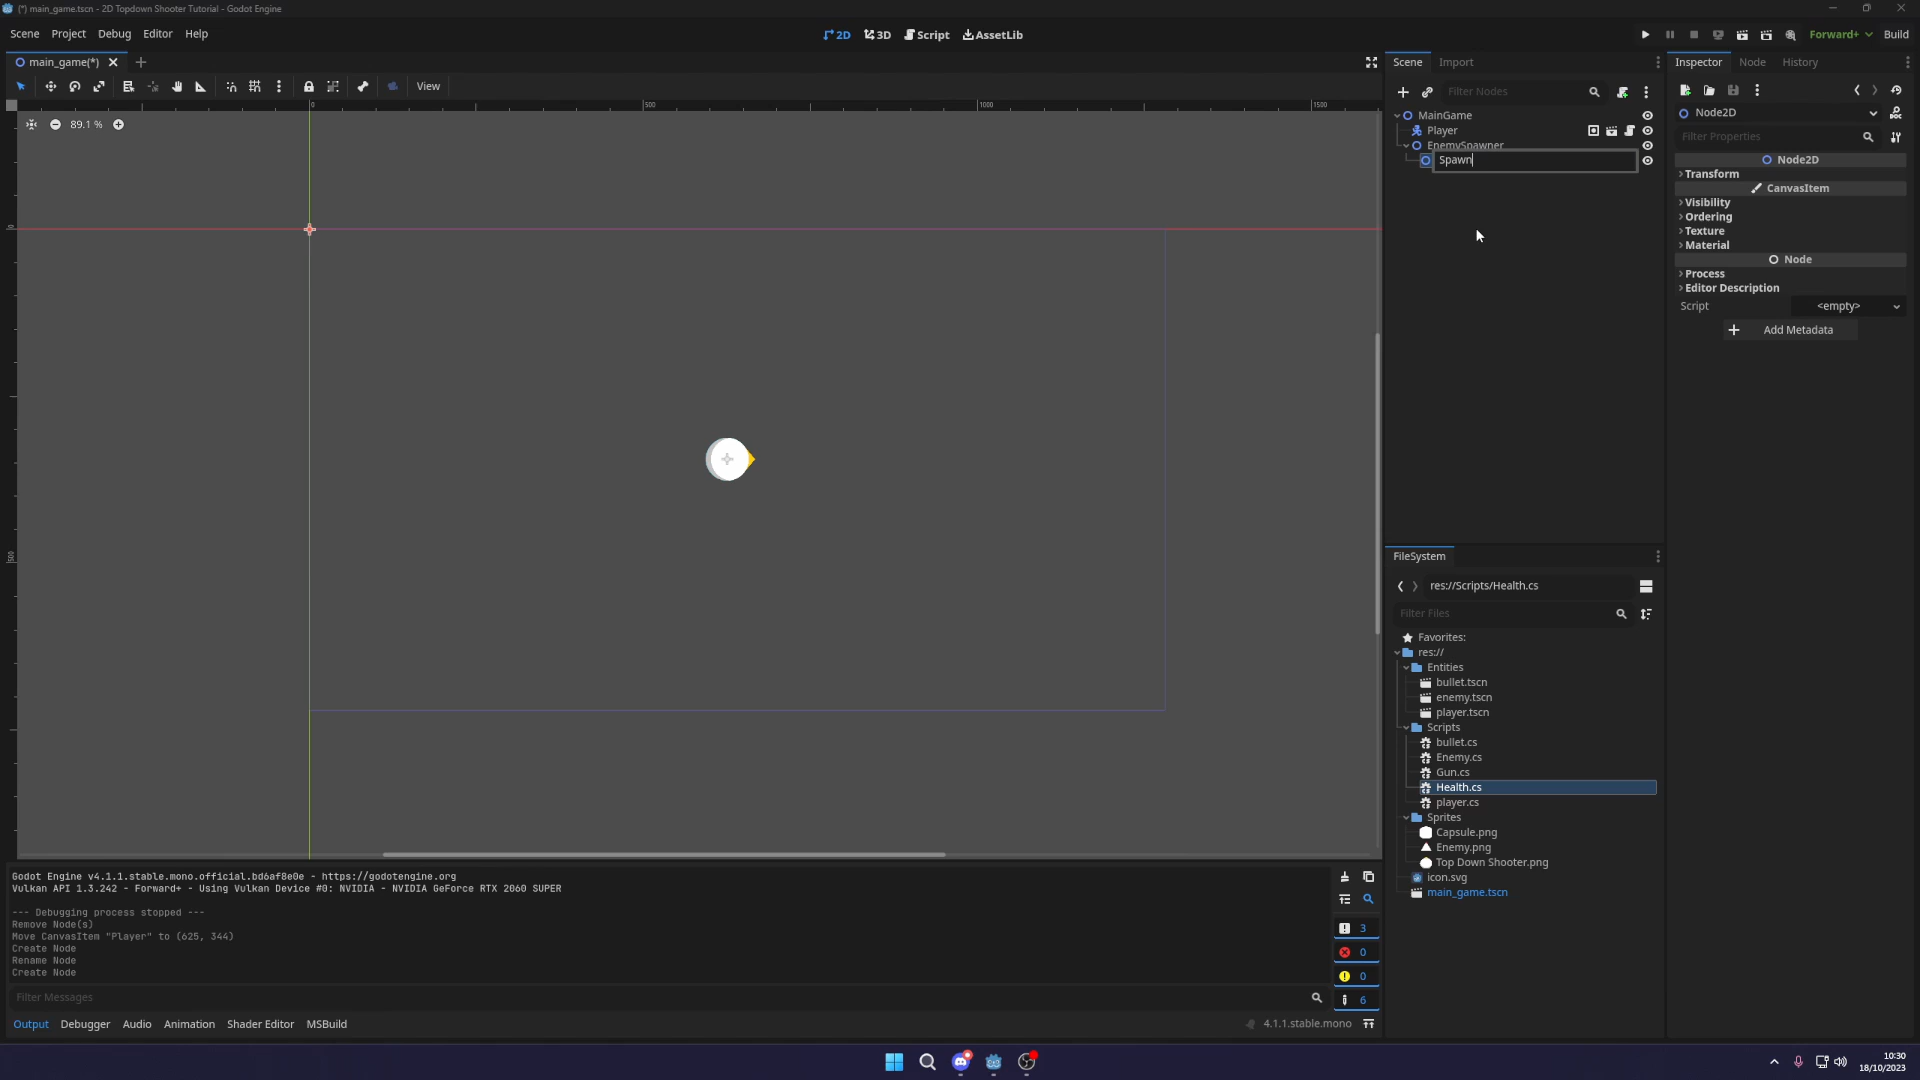 (*) main_game.tscn - 2D Topdown Shooter Tutorial - Godot Engine
Scene Project Debug Editor Help
2D 3D Script AssetLib
Forward+ Build
main_game(*)
Scene Import
Inspector Node History
View
Filter Nodes
Node2D
Filter Properties
0 500 1000 1500
0
500
89.1 %
MainGame
Player
EnemySpawner
Spawn
Node2D
Transform
CanvasItem
Visibility
Ordering
Texture
Material
Node
Process
Editor Description
Script <empty>
Add Metadata
FileSystem
res://Scripts/Health.cs
Filter Files
Favorites:
res://
Entities
bullet.tscn
enemy.tscn
player.tscn
Scripts
bullet.cs
Enemy.cs
Gun.cs
Health.cs
player.cs
Sprites
Capsule.png
Enemy.png
Top Down Shooter.png
icon.svg
main_game.tscn
Godot Engine v4.1.1.stable.mono.official.bd6af8e0e - https://godotengine.org
Vulkan API 1.3.242 - Forward+ - Using Vulkan Device #0: NVIDIA - NVIDIA GeForce RTX 2060 SUPER
--- Debugging process stopped ---
Remove Node(s)
Move CanvasItem "Player" to (625, 344)
Create Node
Rename Node
Create Node
3
0
0
6
Filter Messages
Output Debugger Audio Animation Shader Editor MSBuild
4.1.1.stable.mono
10:30
18/10/2023